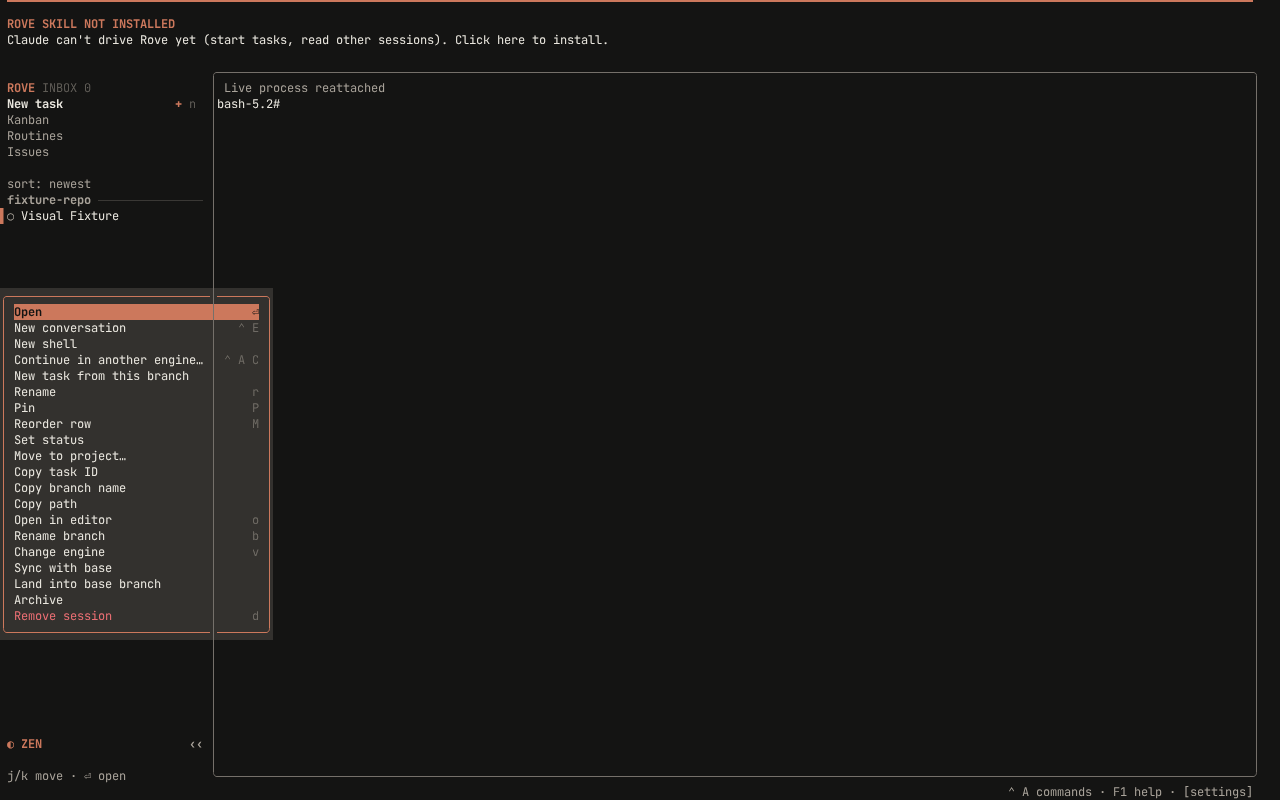 ROVE SKILL NOT INSTALLED
Claude can't drive Rove yet (start tasks, read other sessions). Click here to install.
ROVE INBOX 0
New task + n
Kanban
Routines
Issues
sort: newest
fixture-repo
○ Visual Fixture
Live process reattached
bash-5.2#
Open ⏎
New conversation ^ E
New shell
Continue in another engine… ^ A C
New task from this branch
Rename r
Pin P
Reorder row M
Set status
Move to project…
Copy task ID
Copy branch name
Copy path
Open in editor o
Rename branch b
Change engine v
Sync with base
Land into base branch
Archive
Remove session d
◐ ZEN ‹‹
j/k move · ⏎ open
^ A commands · F1 help · [settings]